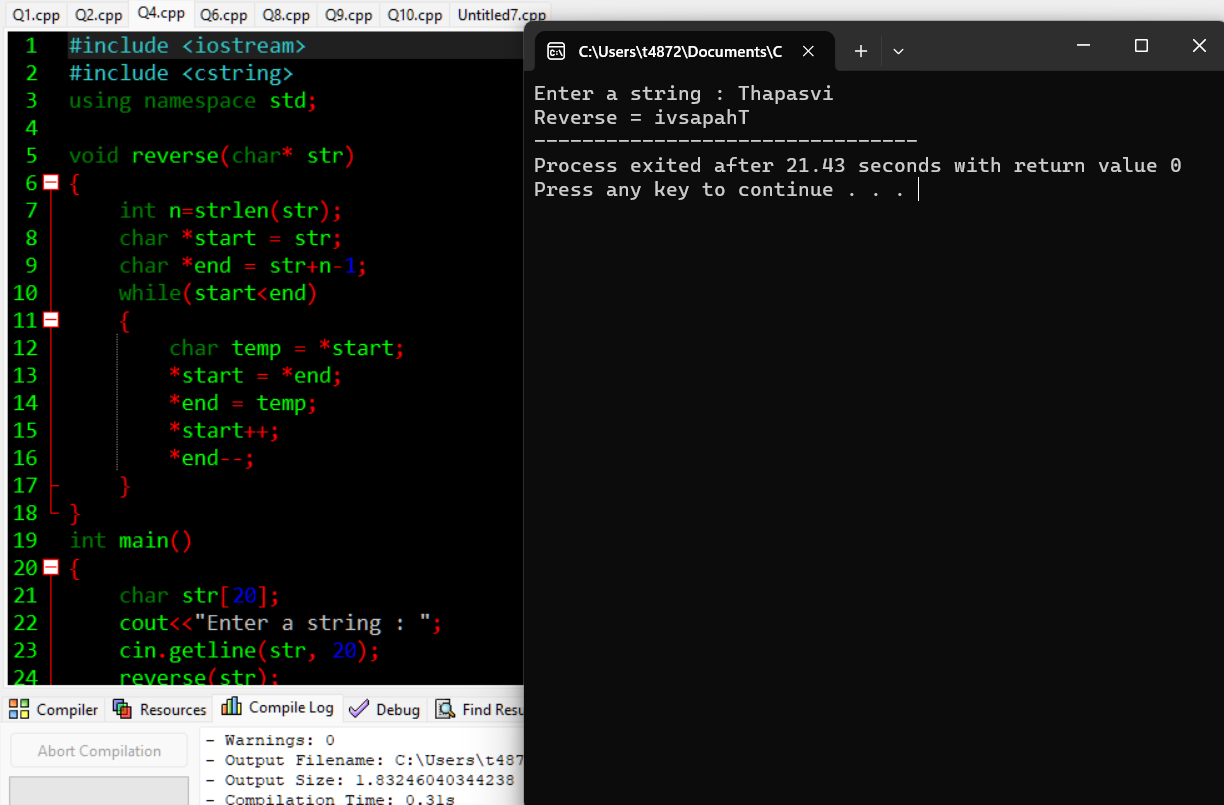 Q1.cpp Q2.cpp Q4.cpp Q6.cpp Q8.cpp Q9.cpp Q10.cpp Untitled7.cpp
1 #include <iostream>
2 #include <cstring>
3 using namespace std;
4
5 void reverse(char* str)
6 {
7 int n=strlen(str);
8 char *start = str;
9 char *end = str+n-1;
10 while(start<end)
11 {
12 char temp = *start;
13 *start = *end;
14 *end = temp;
15 *start++;
16 *end--;
17 }
18 }
19 int main()
20 {
21 char str[20];
22 cout<<"Enter a string : ";
23 cin.getline(str, 20);
24 reverse(str);
C:\Users\t4872\Documents\C
Enter a string : Thapasvi
Reverse = ivsapahT
--------------------------------
Process exited after 21.43 seconds with return value 0
Press any key to continue . . .
Compiler Resources Compile Log Debug Find Resu
Abort Compilation
- Warnings: 0
- Output Filename: C:\Users\t487
- Output Size: 1.83246040344238
- Compilation Time: 0.31s